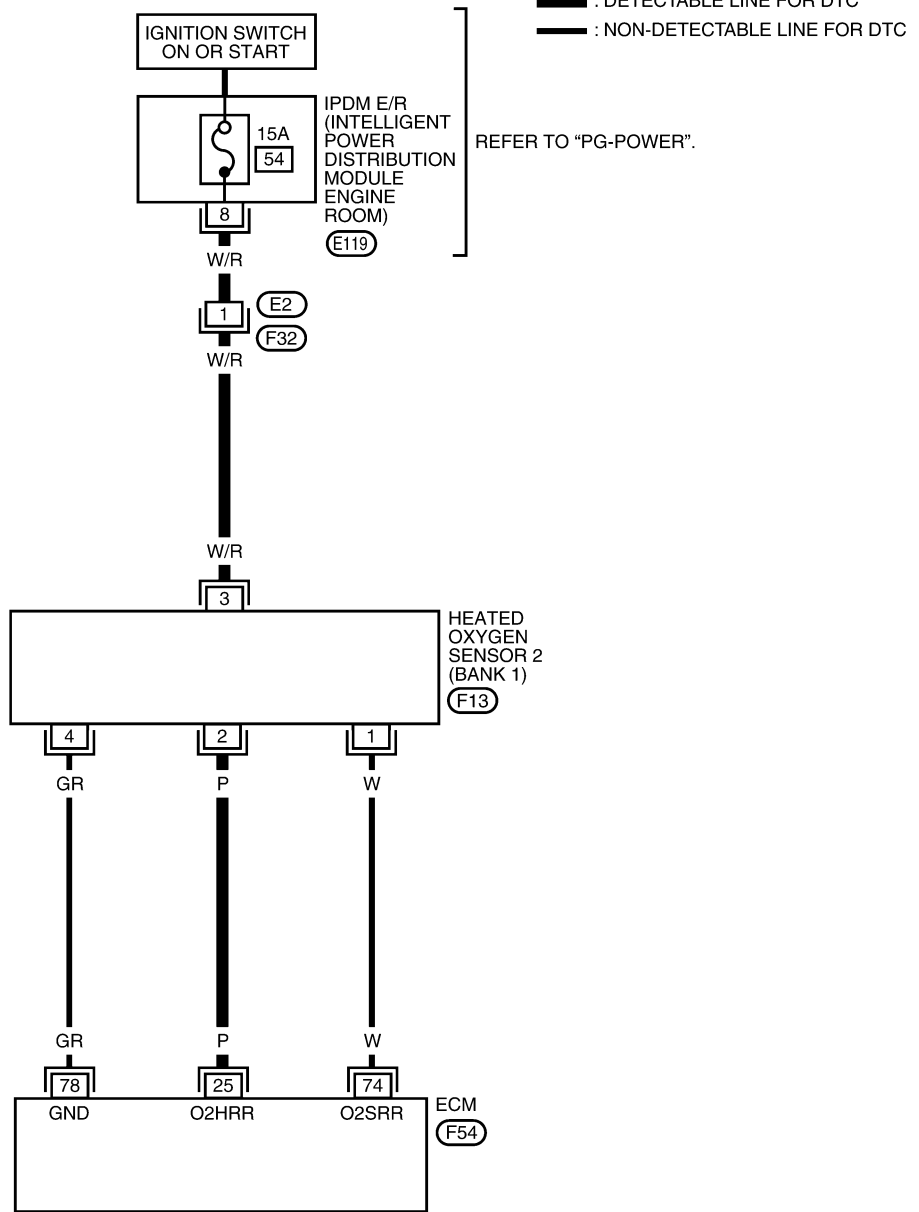 : DETECTABLE LINE FOR DTC
: NON-DETECTABLE LINE FOR DTC
IGNITION SWITCH
ON OR START
IPDM E/R
(INTELLIGENT
POWER
DISTRIBUTION
MODULE
ENGINE
ROOM)
E119
15A
54
REFER TO “PG-POWER”.
8
W/R
1
E2
F32
W/R
W/R
3
HEATED
OXYGEN
SENSOR 2
(BANK 1)
F13
4
2
1
GR
P
W
GR
P
W
78
25
74
GND
O2HRR
O2SRR
ECM
F54